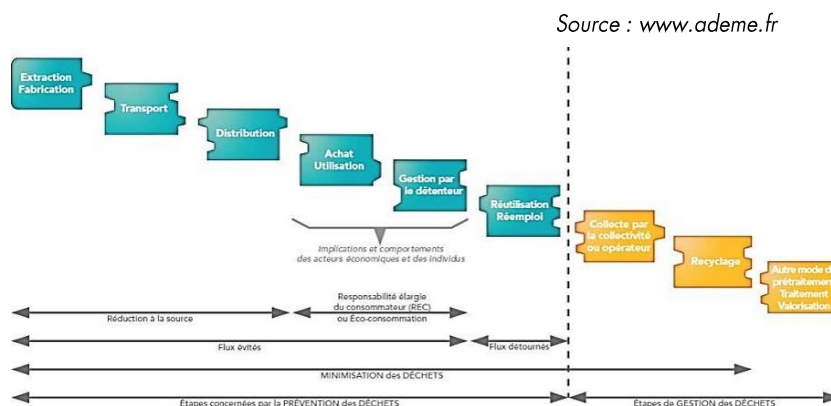 Source : www.ademe.fr
Extraction
Fabrication
Transport
Distribution
Achat
Utilisation
Gestion par
le détenteur
Réutilisation
Réemploi
Collecte par
la collectivité
ou opérateur
Recyclage
Autre mode de
prétraitement
Traitement
Valorisation
Implications et comportements
des acteurs économiques et des individus
Réduction à la source
Responsabilité élargie
du consommateur (REC)
ou Éco-consommation
Flux évités
Flux détournés
MINIMISATION des DÉCHETS
Étapes concernées par la PRÉVENTION des DÉCHETS
Étapes de GESTION des DÉCHETS